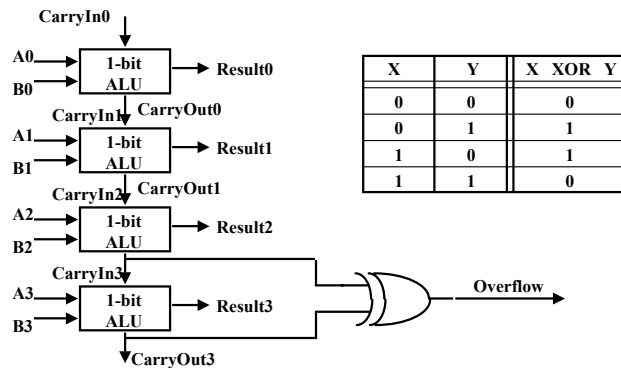 CarryIn0
A0
B0
1-bit
ALU
Result0
CarryOut0
CarryIn1
A1
B1
1-bit
ALU
Result1
CarryOut1
CarryIn2
A2
B2
1-bit
ALU
Result2
CarryIn3
A3
B3
1-bit
ALU
Result3
CarryOut3
Overflow
X Y X XOR Y
0 0 0
0 1 1
1 0 1
1 1 0